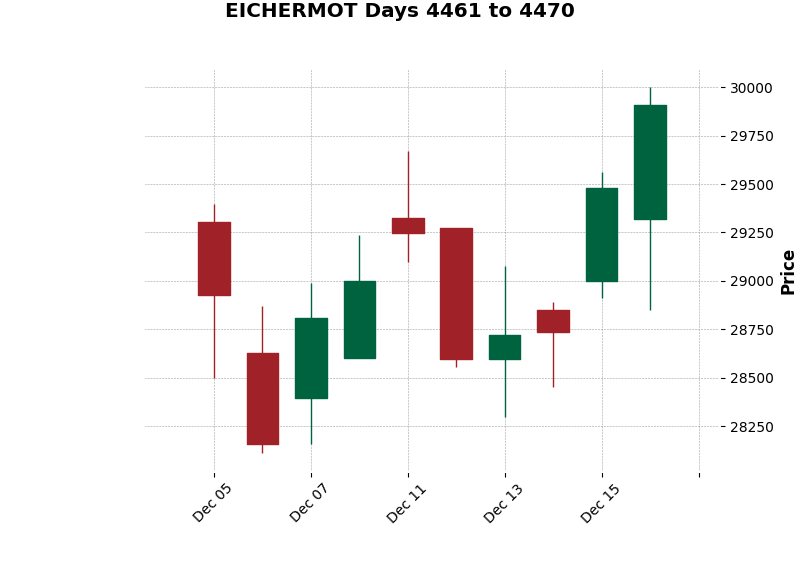 EICHERMOT Days 4461 to 4470
30000
29750
29500
29250
29000
28750
28500
28250
Price
Dec 05
Dec 07
Dec 11
Dec 13
Dec 15